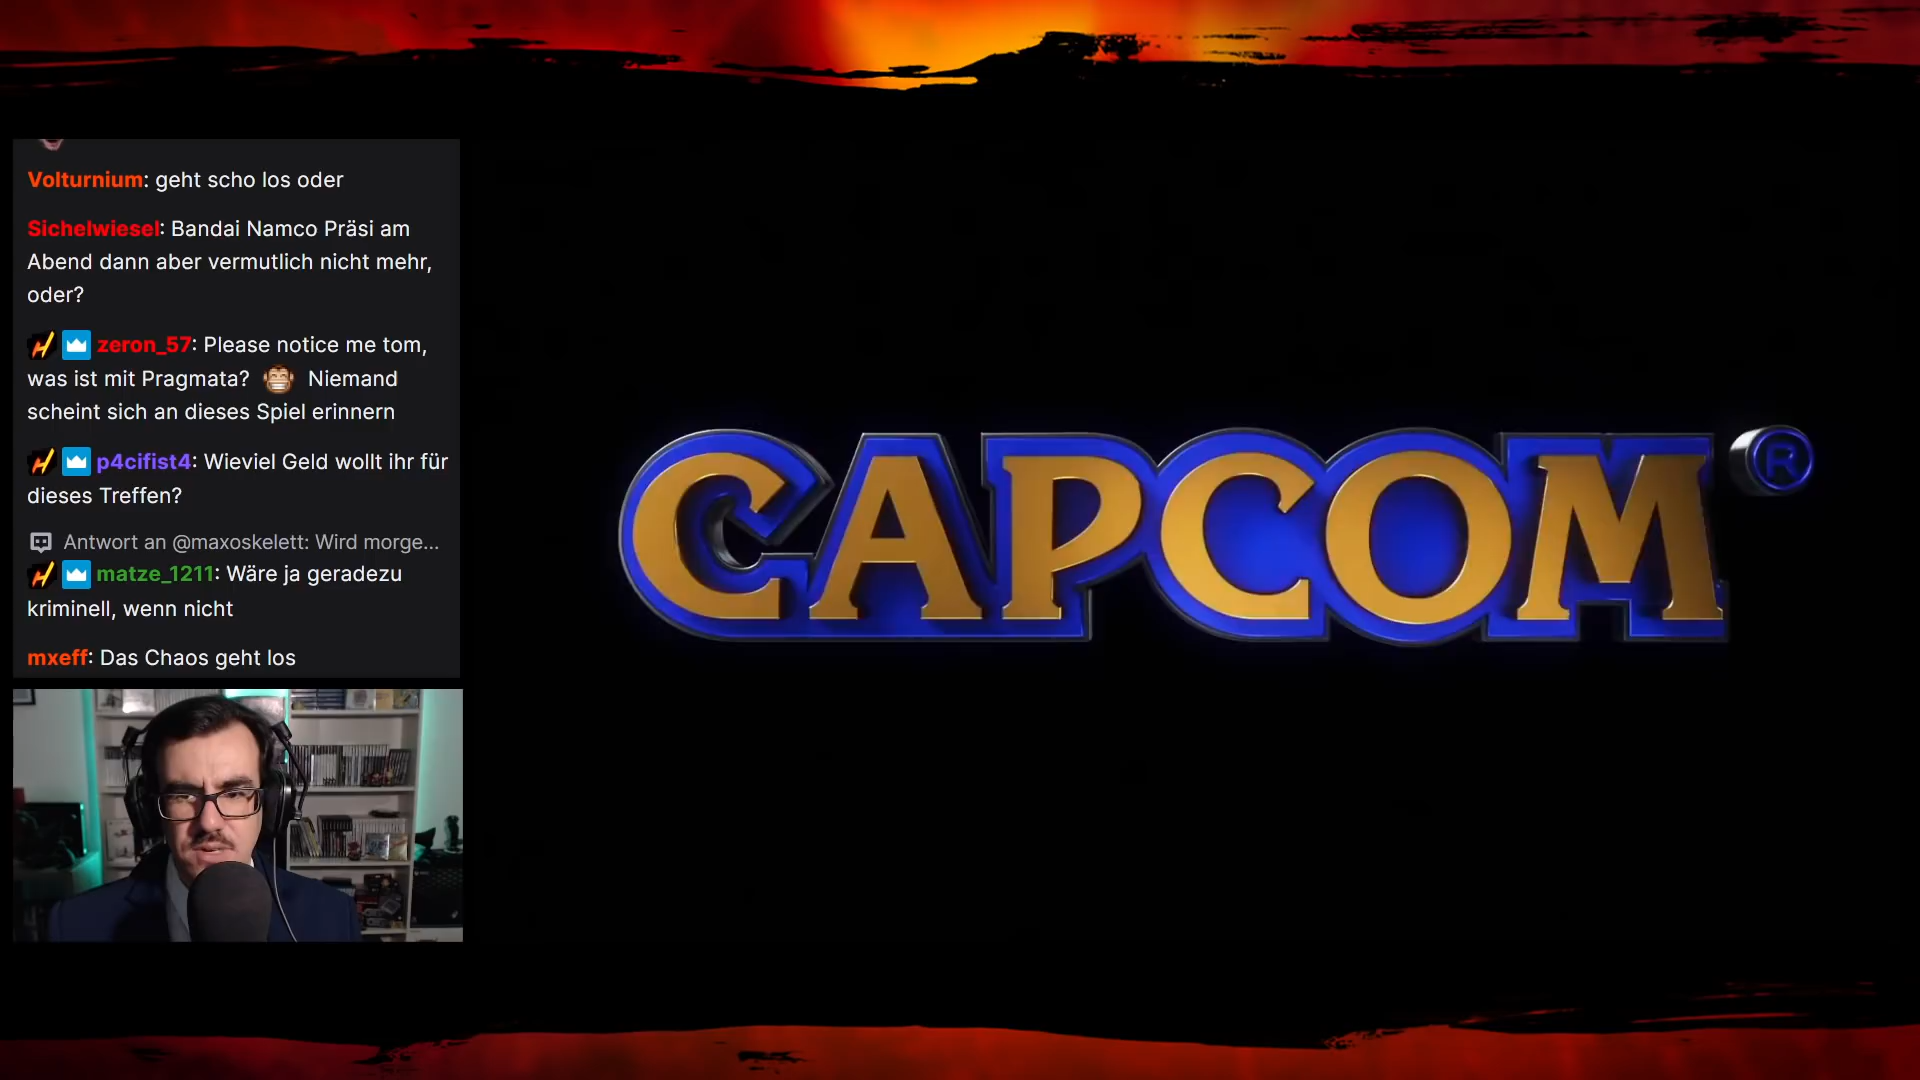 Volturnium: geht scho los oder
Sichelwiesel: Bandai Namco Präsi am
Abend dann aber vermutlich nicht mehr,
oder?
zeron_57: Please notice me tom,
was ist mit Pragmata? Niemand
scheint sich an dieses Spiel erinnern
p4cifist4: Wieviel Geld wollt ihr für
dieses Treffen?
Antwort an @maxoskelett: Wird morge...
matze_1211: Wäre ja geradezu
kriminell, wenn nicht
mxeff: Das Chaos geht los
CAPCOM®